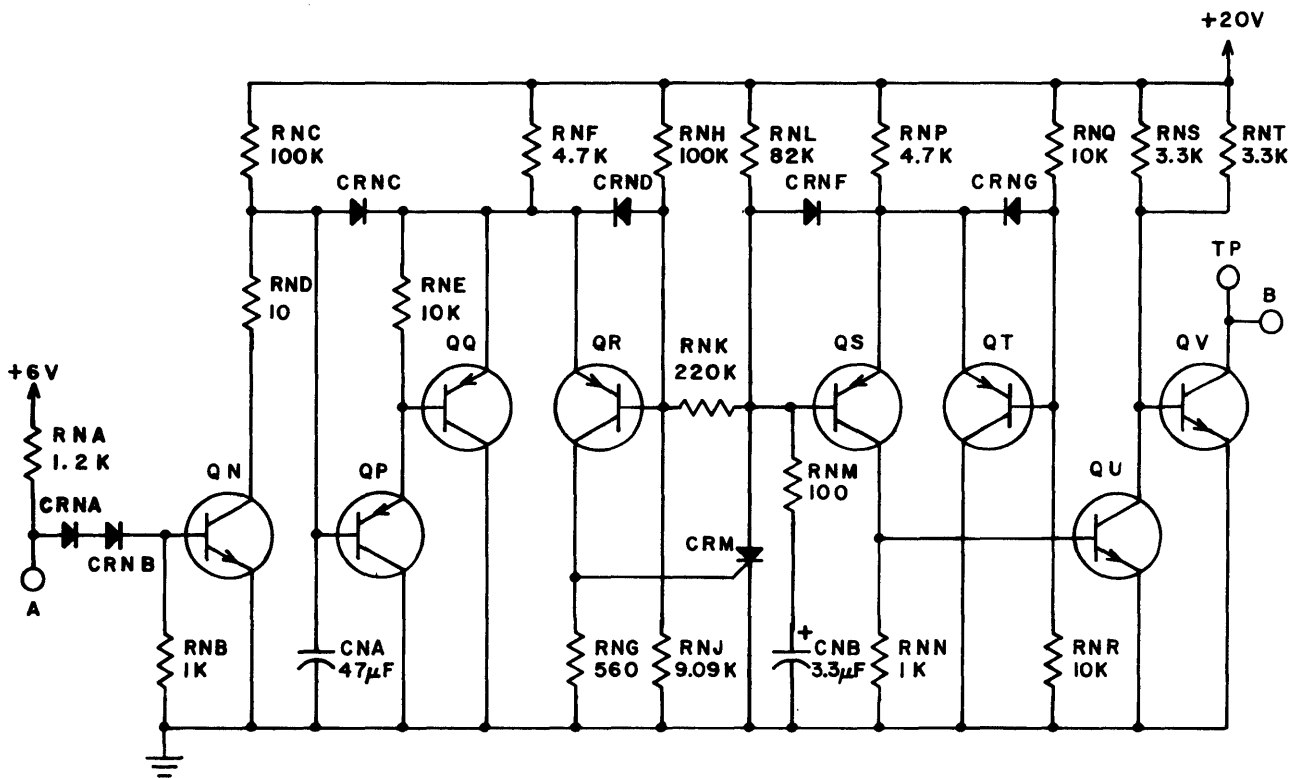 +20V
RNC
100K
RNF
4.7K
RNH
100K
RNL
82K
RNP
4.7K
RNQ
10K
RNS
3.3K
RNT
3.3K
CRNC
CRND
CRNF
CRNG
RND
10
RNE
10K
TP
B
QQ
QR
RNK
220K
QS
QT
QV
+6V
RNA
1.2K
QN
QP
RNM
100
QU
CRNA
CRNB
CRM
A
RNB
1K
CNA
47µF
RNG
560
RNJ
9.09K
+
CNB
3.3µF
RNN
1K
RNR
10K